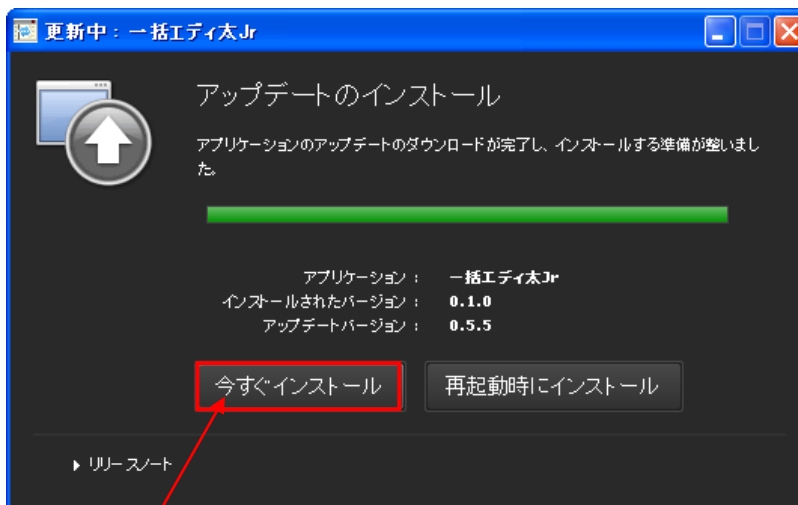 更新中：一括エディ太Jr
アップデートのインストール
アプリケーションのアップデートのダウンロードが完了し、インストールする準備が整いまし
た。
アプリケーション： 一括エディ太Jr
インストールされたバージョン： 0.1.0
アップデートバージョン： 0.5.5
今すぐインストール 再起動時にインストール
リリースノート